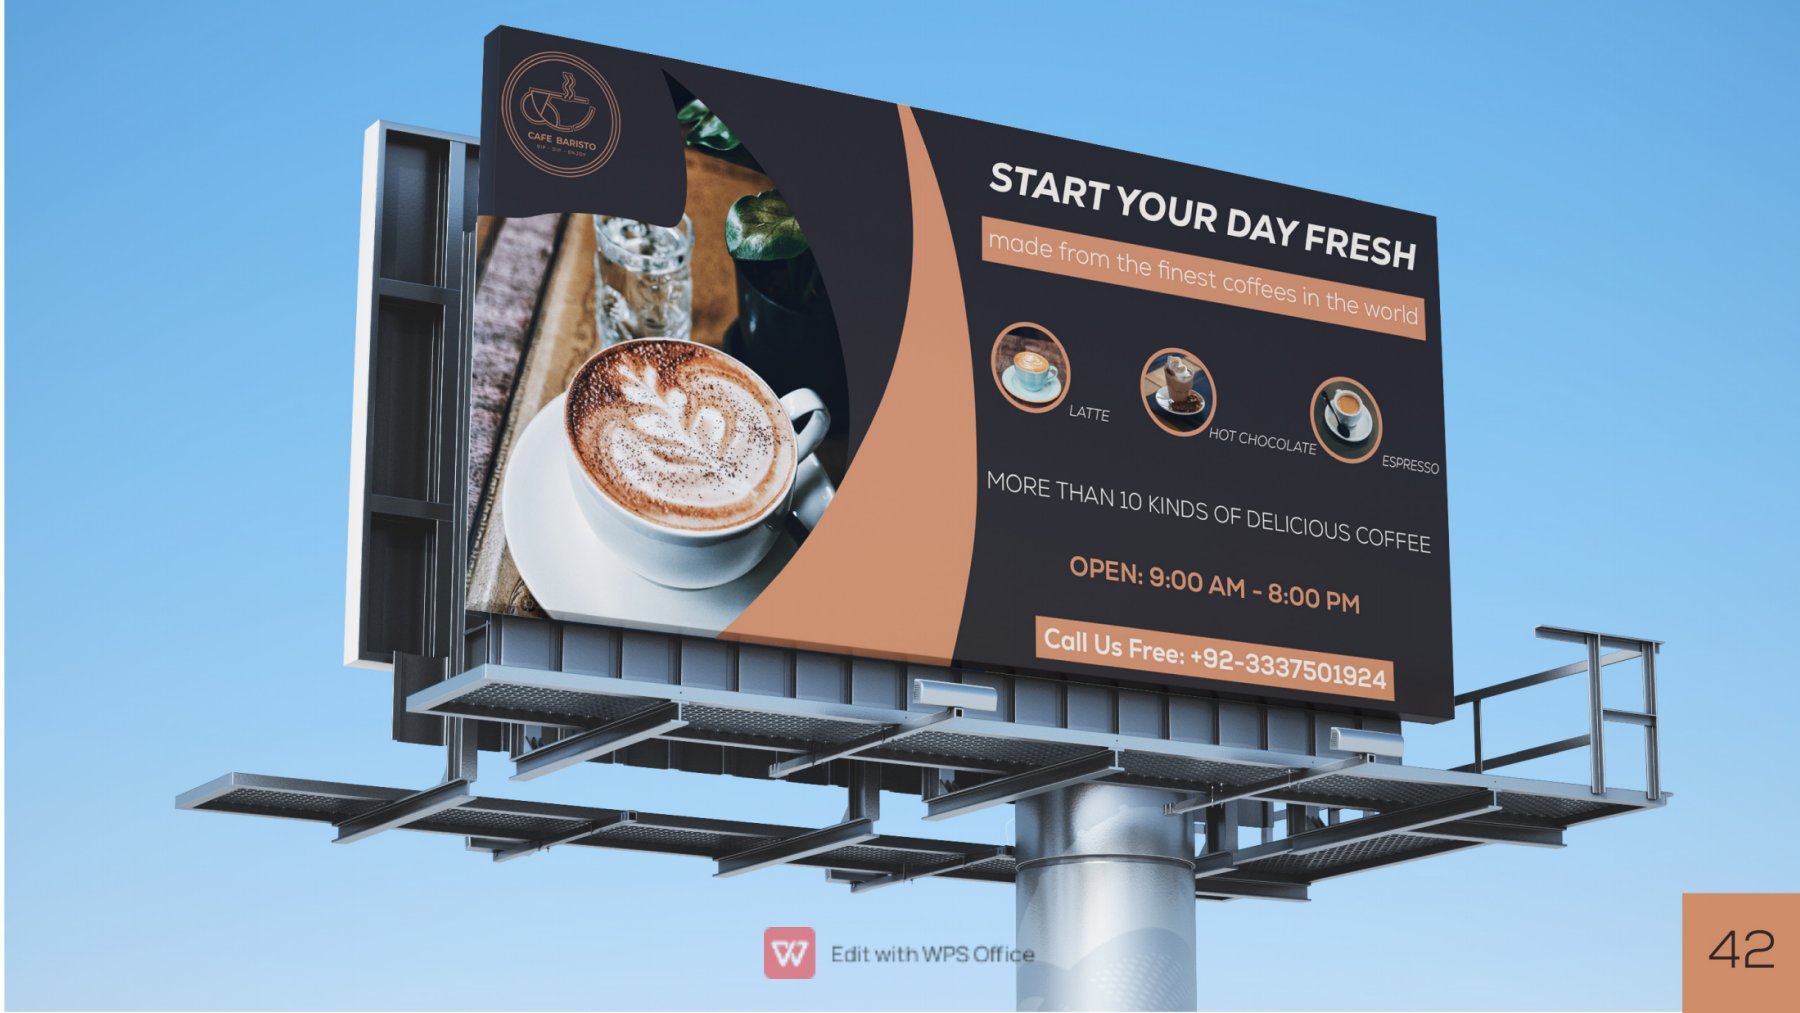 CAFE BARISTO
SIP - SIP - ENJOY
START YOUR DAY FRESH
made from the finest coffees in the world
LATTE
HOT CHOCOLATE
ESPRESSO
MORE THAN 10 KINDS OF DELICIOUS COFFEE
OPEN: 9:00 AM - 8:00 PM
Call Us Free: +92-3337501924
Edit with WPS Office
42